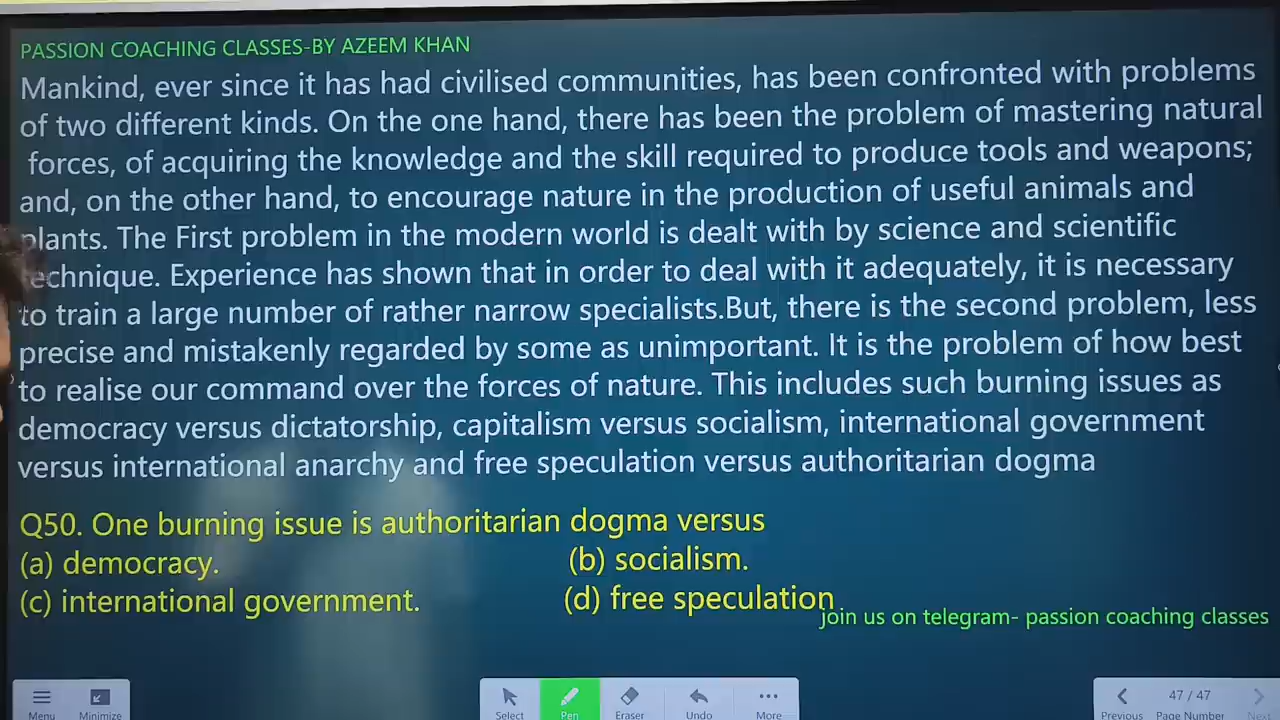 PASSION COACHING CLASSES-BY AZEEM KHAN
Mankind, ever since it has had civilised communities, has been confronted with problems
of two different kinds. On the one hand, there has been the problem of mastering natural
forces, of acquiring the knowledge and the skill required to produce tools and weapons;
and, on the other hand, to encourage nature in the production of useful animals and
plants. The First problem in the modern world is dealt with by science and scientific
technique. Experience has shown that in order to deal with it adequately, it is necessary
to train a large number of rather narrow specialists.But, there is the second problem, less
precise and mistakenly regarded by some as unimportant. It is the problem of how best
to realise our command over the forces of nature. This includes such burning issues as
democracy versus dictatorship, capitalism versus socialism, international government
versus international anarchy and free speculation versus authoritarian dogma
Q50. One burning issue is authoritarian dogma versus
(a) democracy. (b) socialism.
(c) international government. (d) free speculation
join us on telegram- passion coaching classes
47 / 47
Menu Minimize Select Pen Eraser Undo More Previous Page Number Next